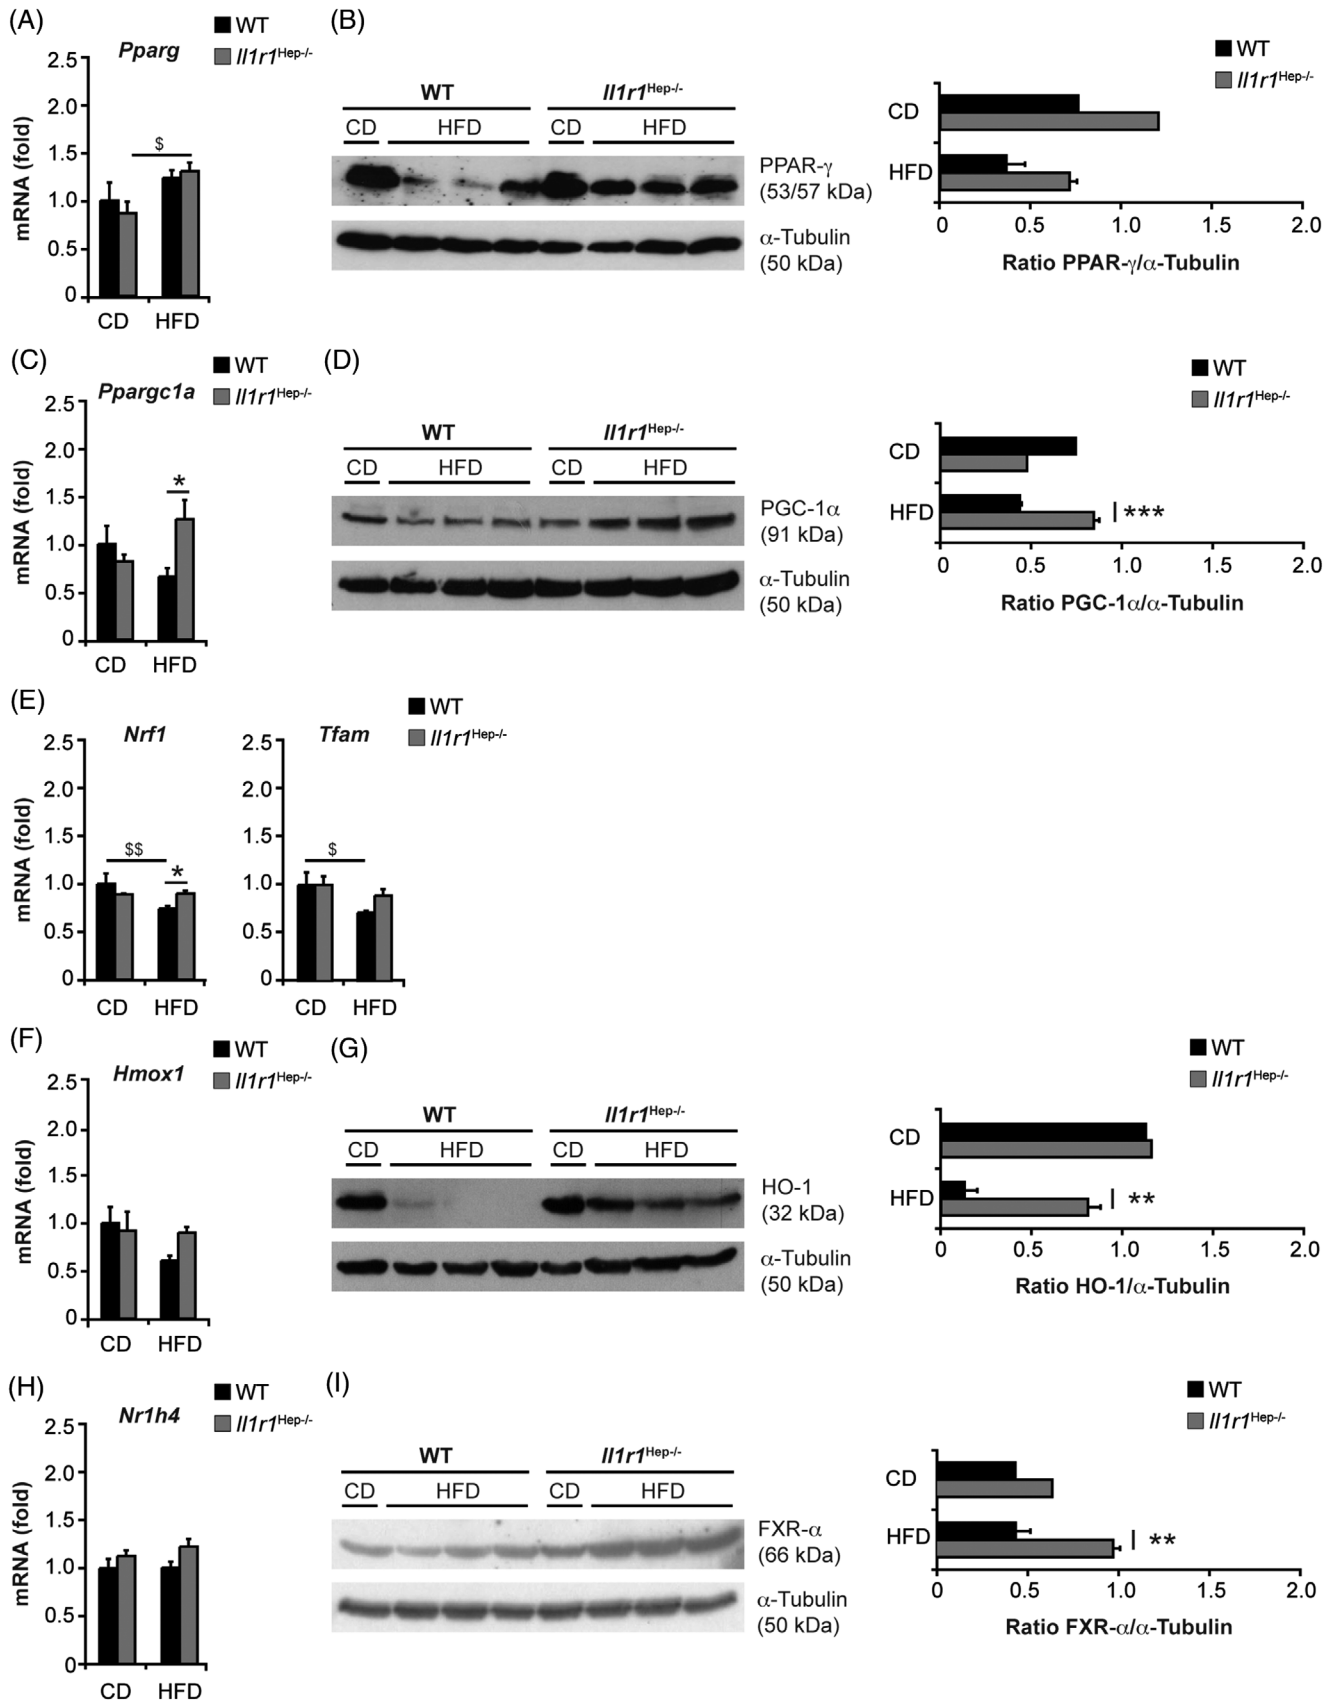 (A)
WT
Il1r1Hep-/-
Pparg
2.5
2.0
1.5
1.0
0.5
0
mRNA (fold)
$
CD HFD
(B)
WT Il1r1Hep-/-
CD HFD CD HFD
PPAR-γ
(53/57 kDa)
α-Tubulin
(50 kDa)
WT
Il1r1Hep-/-
CD
HFD
0 0.5 1.0 1.5 2.0
Ratio PPAR-γ/α-Tubulin
(C)
WT
Il1r1Hep-/-
Ppargc1a
2.5
2.0
1.5
1.0
0.5
0
mRNA (fold)
*
CD HFD
(D)
WT Il1r1Hep-/-
CD HFD CD HFD
PGC-1α
(91 kDa)
α-Tubulin
(50 kDa)
WT
Il1r1Hep-/-
CD
HFD
***
0 0.5 1.0 1.5 2.0
Ratio PGC-1α/α-Tubulin
(E)
Nrf1
2.5
2.0
1.5
1.0
0.5
0
mRNA (fold)
$$
*
CD HFD
Tfam
2.5
2.0
1.5
1.0
0.5
0
$
CD HFD
WT
Il1r1Hep-/-
(F)
WT
Il1r1Hep-/-
Hmox1
2.5
2.0
1.5
1.0
0.5
0
mRNA (fold)
CD HFD
(G)
WT Il1r1Hep-/-
CD HFD CD HFD
HO-1
(32 kDa)
α-Tubulin
(50 kDa)
WT
Il1r1Hep-/-
CD
HFD
**
0 0.5 1.0 1.5 2.0
Ratio HO-1/α-Tubulin
(H)
WT
Il1r1Hep-/-
Nr1h4
2.5
2.0
1.5
1.0
0.5
0
mRNA (fold)
CD HFD
(I)
WT Il1r1Hep-/-
CD HFD CD HFD
FXR-α
(66 kDa)
α-Tubulin
(50 kDa)
WT
Il1r1Hep-/-
CD
HFD
**
0 0.5 1.0 1.5 2.0
Ratio FXR-α/α-Tubulin